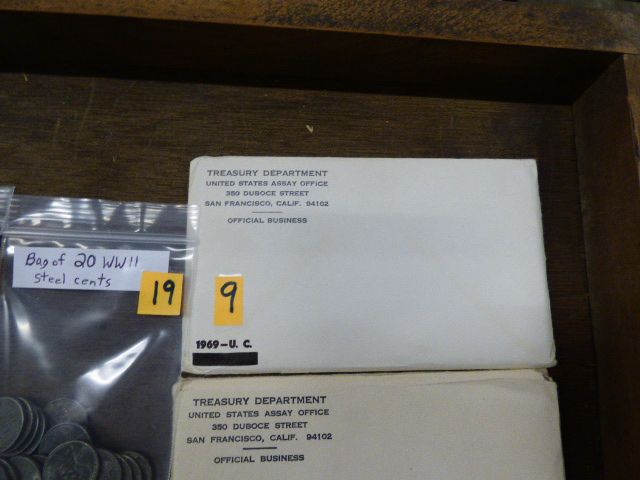 TREASURY DEPARTMENT
UNITED STATES ASSAY OFFICE
350 DUBOCE STREET
SAN FRANCISCO, CALIF. 94102
OFFICIAL BUSINESS
Bag of 20 WWII
steel cents
19
9
1969-U. C.
TREASURY DEPARTMENT
UNITED STATES ASSAY OFFICE
350 DUBOCE STREET
SAN FRANCISCO, CALIF. 94102
OFFICIAL BUSINESS